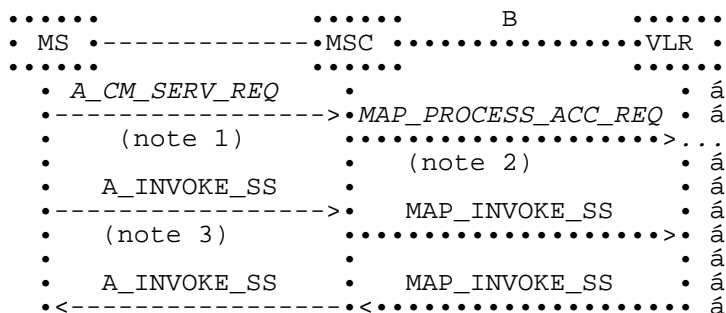 B
MS MSC VLR
A_CM_SERV_REQ á
MAP_PROCESS_ACC_REQ á
(note 1) ...
(note 2) á
A_INVOKE_SS á
MAP_INVOKE_SS á
(note 3) á
á
A_INVOKE_SS MAP_INVOKE_SS á
á